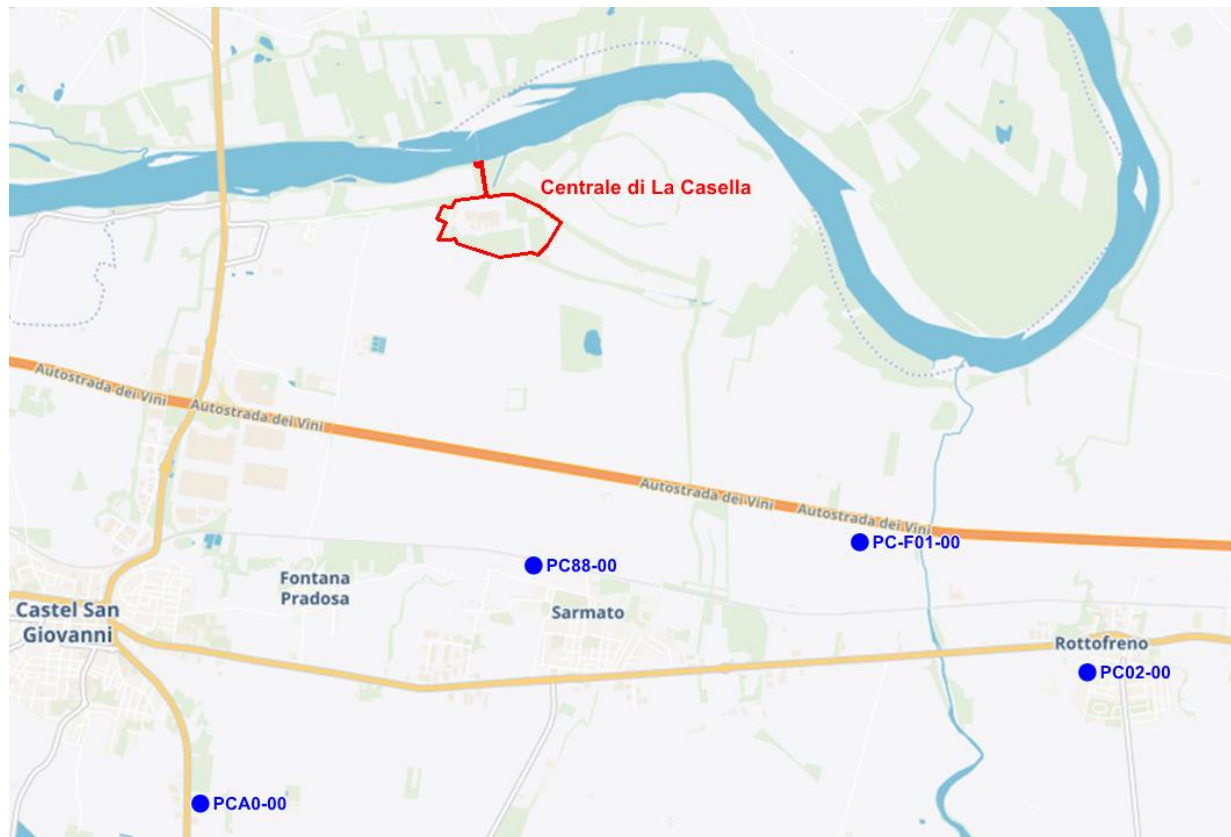 Centrale di La Casella
Autostrada dei Vini
Autostrada dei Vini
Autostrada dei Vini
Autostrada dei Vini
PC-F01-00
PC88-00
Fontana
Pradosa
Castel San
Giovanni
Sarmato
Rottofreno
PC02-00
PCA0-00